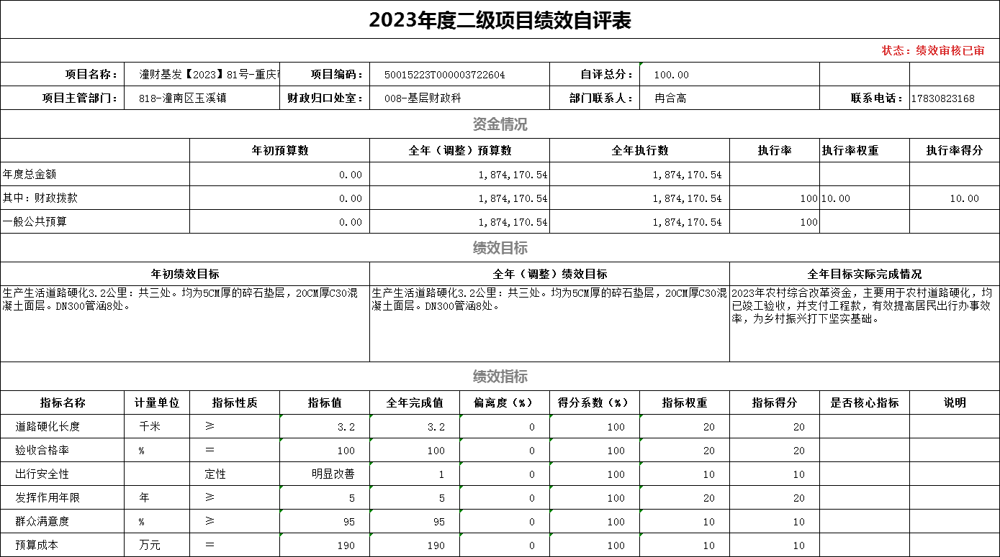 2023年度二级项目绩效自评表
状态：绩效审核已审
项目名称： 潼财基发【2023】81号-重庆 项目编码： 50015223T000003722604 自评总分： 100.00
项目主管部门： 818-潼南区玉溪镇 财政归口处室： 008-基层财政科 部门联系人： 冉合高 联系电话： 17830823168
资金情况
年初预算数 全年（调整）预算数 全年执行数 执行率 执行率权重 执行率得分
年度总金额 0.00 1,874,170.54 1,874,170.54
其中：财政拨款 0.00 1,874,170.54 1,874,170.54 100 10.00 10.00
一般公共预算 0.00 1,874,170.54 1,874,170.54 100
绩效目标
年初绩效目标 全年（调整）绩效目标 全年目标实际完成情况
生产生活道路硬化3.2公里：共三处。均为5CM厚的碎石垫层，20CM厚C30混
凝土面层。DN300管涵8处。
生产生活道路硬化3.2公里：共三处。均为5CM厚的碎石垫层，20CM厚C30混
凝土面层。DN300管涵8处。
2023年农村综合改革资金，主要用于农村道路硬化，均
已竣工验收，并支付工程款，有效提高居民出行办事效
率，为乡村振兴打下坚实基础。
绩效指标
指标名称 计量单位 指标性质 指标值 全年完成值 偏离度（%） 得分系数（%） 指标权重 指标得分 是否核心指标 说明
道路硬化长度 千米 ≥ 3.2 3.2 0 100 20 20
验收合格率 % ＝ 100 100 0 100 20 20
出行安全性 定性 明显改善 1 0 100 10 10
发挥作用年限 年 ≥ 5 5 0 100 20 20
群众满意度 % ≥ 95 95 0 100 10 10
预算成本 万元 ＝ 190 190 0 100 10 10